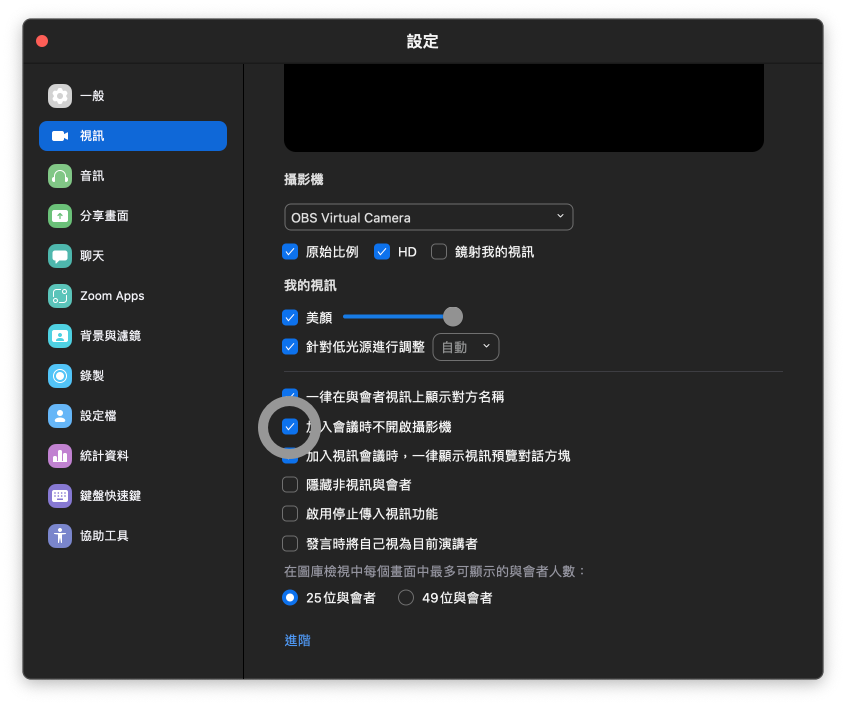 設定
一般
視訊
音訊
分享畫面
聊天
Zoom Apps
背景與濾鏡
錄製
設定檔
統計資料
鍵盤快速鍵
協助工具
攝影機
OBS Virtual Camera
原始比例 HD 鏡射我的視訊
我的視訊
美顏
針對低光源進行調整 自動
一律在與會者視訊上顯示對方名稱
加入會議時不開啟攝影機
加入視訊會議時，一律顯示視訊預覽對話方塊
隱藏非視訊與會者
啟用停止傳入視訊功能
發言時將自己視為目前演講者
在圖庫檢視中每個畫面中最多可顯示的與會者人數：
25位與會者 49位與會者
進階